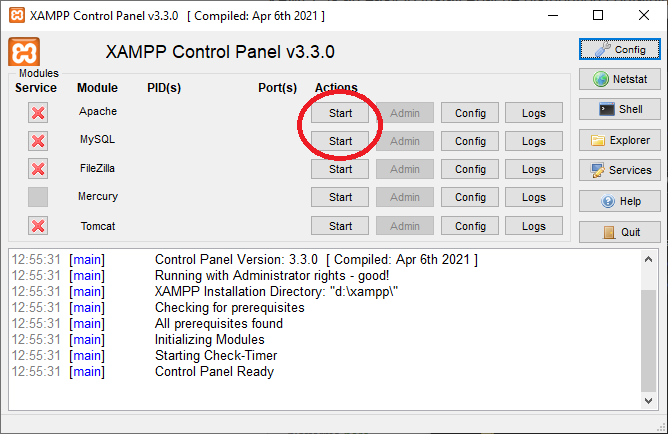 XAMPP Control Panel v3.3.0 [ Compiled: Apr 6th 2021 ]
XAMPP Control Panel v3.3.0
Config
Modules
Service Module PID(s) Port(s) Actions
Netstat
Apache Start Admin Config Logs
Shell
MySQL Start Admin Config Logs
Explorer
FileZilla Start Admin Config Logs
Services
Mercury Start Admin Config Logs
Help
Tomcat Start Admin Config Logs
Quit
12:55:31 [main] Control Panel Version: 3.3.0 [ Compiled: Apr 6th 2021 ]
12:55:31 [main] Running with Administrator rights - good!
12:55:31 [main] XAMPP Installation Directory: "d:\xampp\"
12:55:31 [main] Checking for prerequisites
12:55:31 [main] All prerequisites found
12:55:31 [main] Initializing Modules
12:55:31 [main] Starting Check-Timer
12:55:31 [main] Control Panel Ready